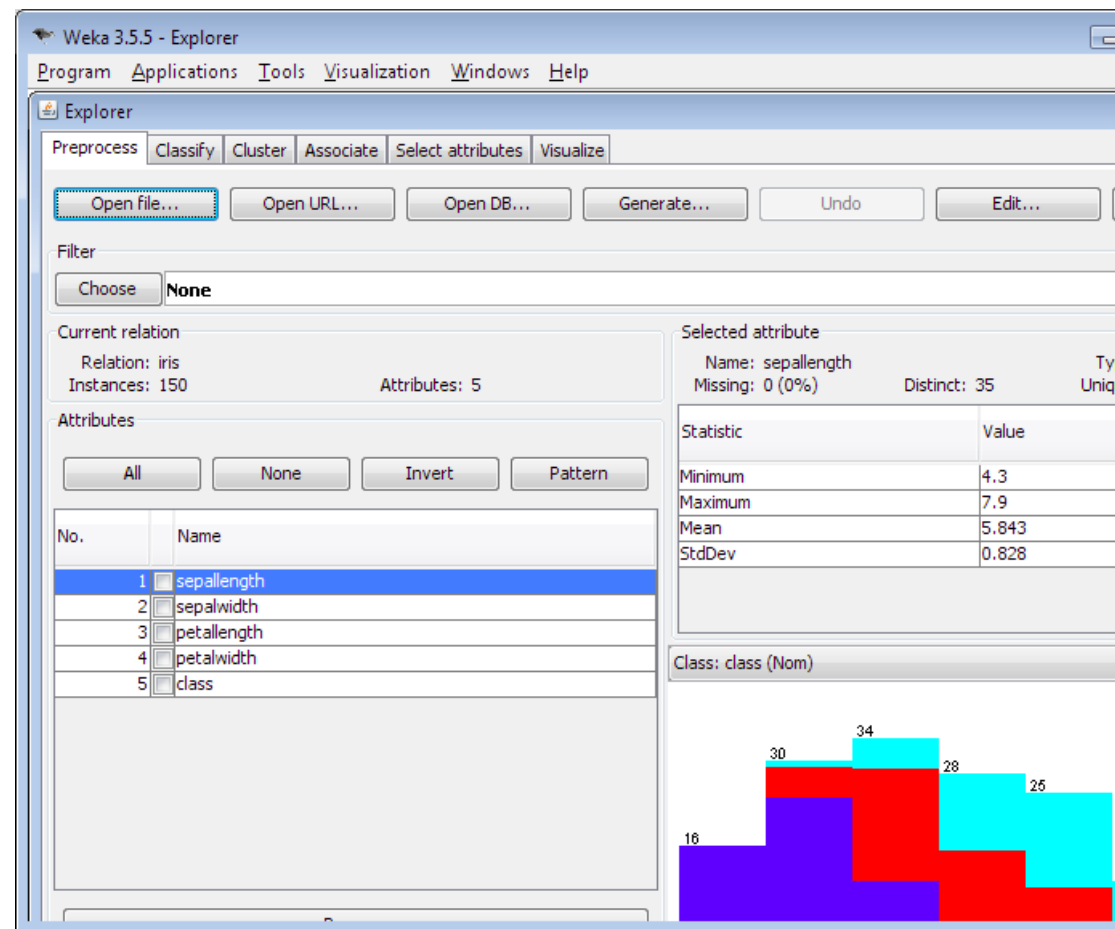 Weka 3.5.5 - Explorer
Program Applications Tools Visualization Windows Help
Explorer
Preprocess Classify Cluster Associate Select attributes Visualize
Open file... Open URL... Open DB... Generate... Undo Edit...
Filter
Choose None
Current relation
Relation: iris
Instances: 150 Attributes: 5
Attributes
All None Invert Pattern
No. Name
1 sepallength
2 sepalwidth
3 petallength
4 petalwidth
5 class
Selected attribute
Name: sepallength Ty
Missing: 0 (0%) Distinct: 35 Uniq
Statistic Value
Minimum 4.3
Maximum 7.9
Mean 5.843
StdDev 0.828
Class: class (Nom)
16 30 34 28 25